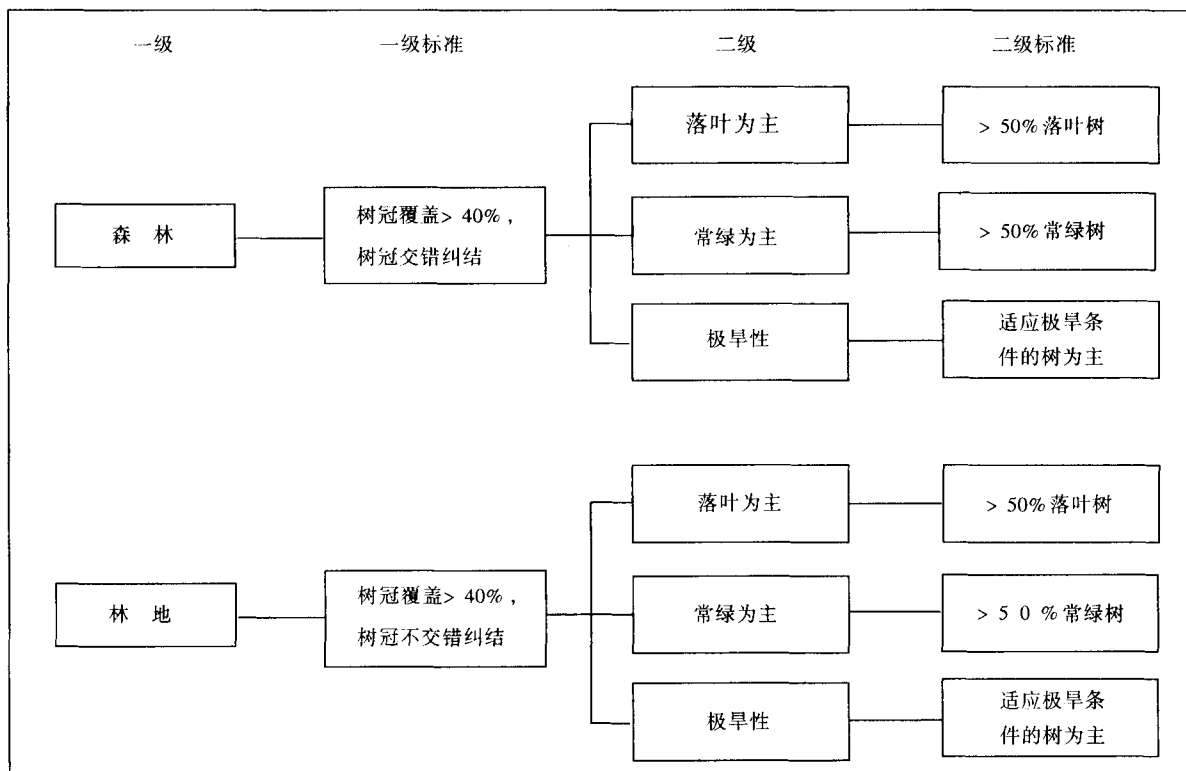 一级 一级标准 二级 二级标准
落叶为主 > 50%落叶树
森 林
树冠覆盖> 40%，
树冠交错纠结
常绿为主 > 50%常绿树
极旱性
适应极旱条
件的树为主
落叶为主 > 50%落叶树
林 地
树冠覆盖> 40%，
树冠不交错纠结
常绿为主 > 5 0 %常绿树
极旱性
适应极旱条
件的树为主